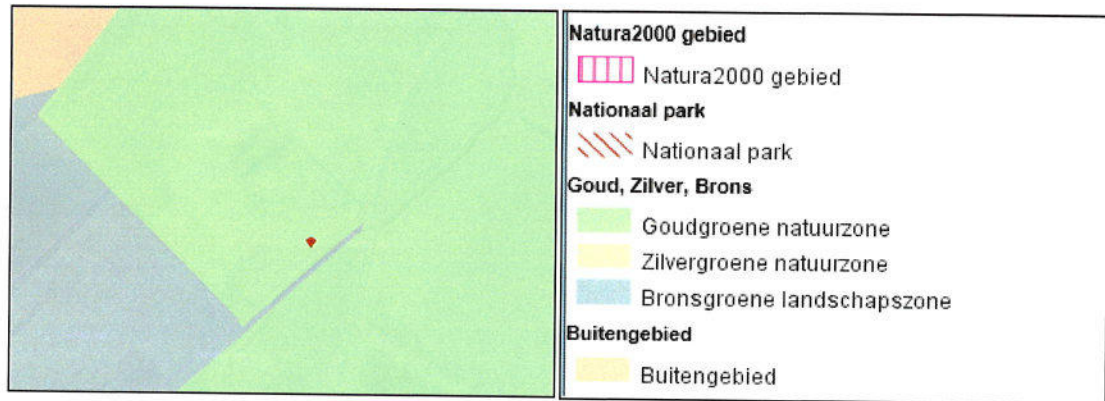 Natura2000 gebied
Natura2000 gebied
Nationaal park
Nationaal park
Goud, Zilver, Brons
Goudgroene natuurzone
Zilvergroene natuurzone
Bronsgroene landschapszone
Buitengebied
Buitengebied